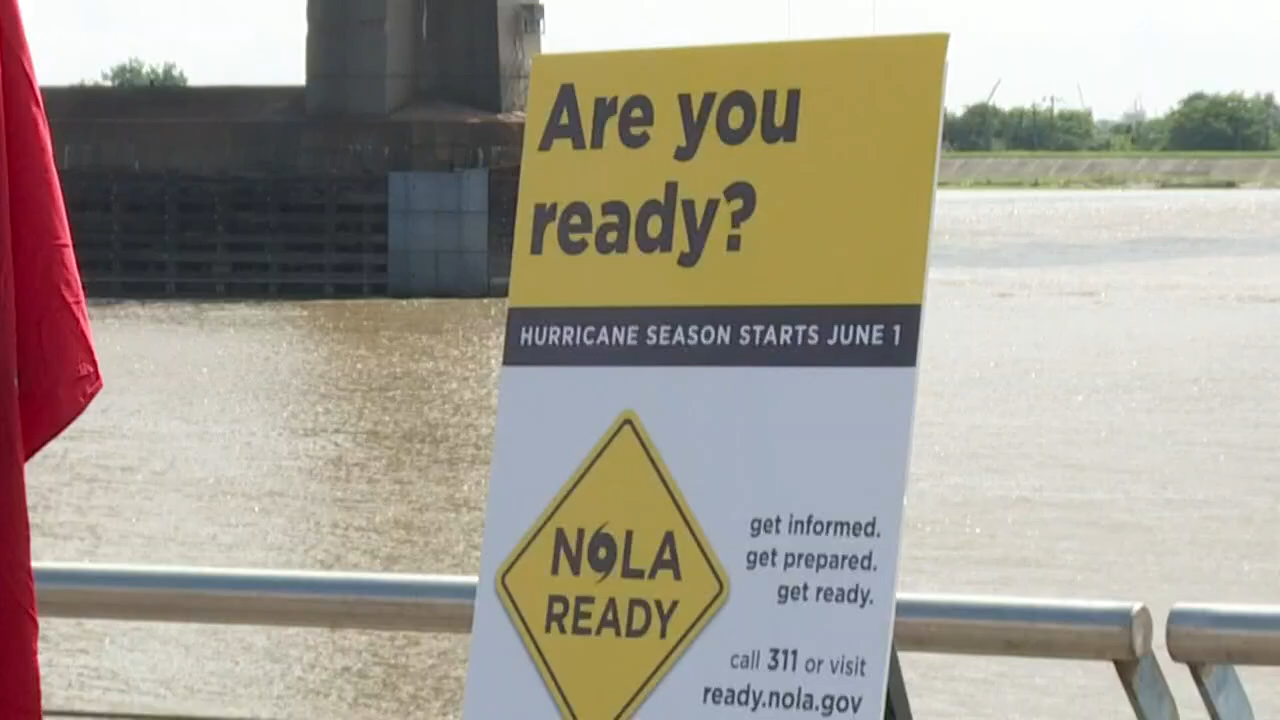 Are you
ready?
HURRICANE SEASON STARTS JUNE 1
NOLA
READY
get informed.
get prepared.
get ready.
call 311 or visit
ready.nola.gov